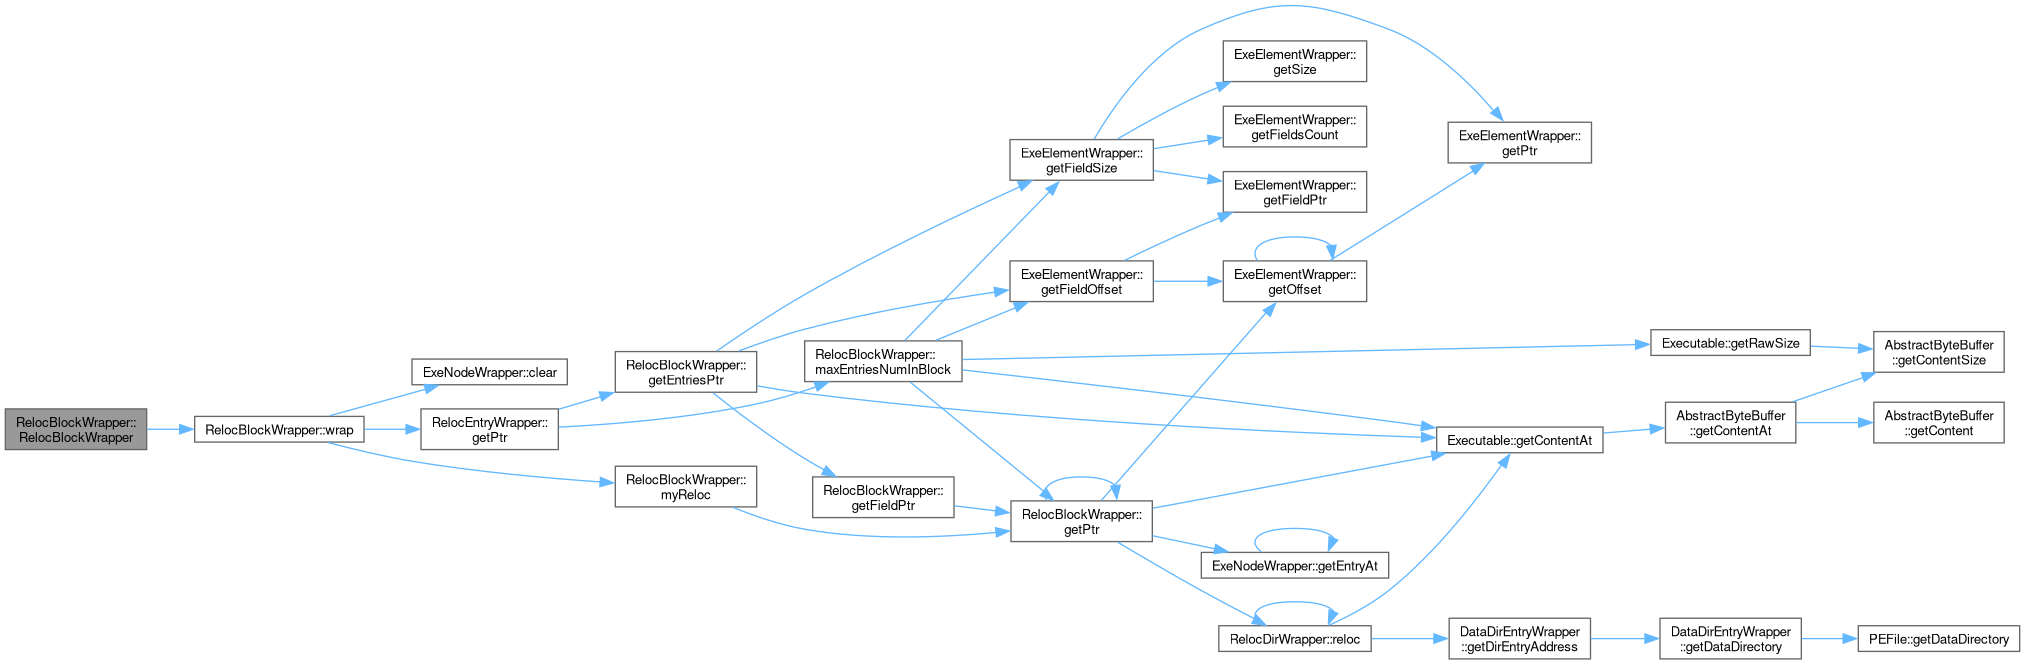 RelocBlockWrapper::
RelocBlockWrapper
RelocBlockWrapper::wrap
ExeNodeWrapper::clear
RelocEntryWrapper::
getPtr
RelocBlockWrapper::
getEntriesPtr
RelocBlockWrapper::
myReloc
RelocBlockWrapper::
maxEntriesNumInBlock
RelocBlockWrapper::
getFieldPtr
ExeElementWrapper::
getFieldSize
ExeElementWrapper::
getFieldOffset
RelocBlockWrapper::
getPtr
ExeElementWrapper::
getSize
ExeElementWrapper::
getFieldsCount
ExeElementWrapper::
getFieldPtr
ExeElementWrapper::
getOffset
ExeNodeWrapper::getEntryAt
RelocDirWrapper::reloc
ExeElementWrapper::
getPtr
Executable::getContentAt
DataDirEntryWrapper
::getDirEntryAddress
Executable::getRawSize
AbstractByteBuffer
::getContentAt
DataDirEntryWrapper
::getDataDirectory
AbstractByteBuffer
::getContentSize
AbstractByteBuffer
::getContent
PEFile::getDataDirectory